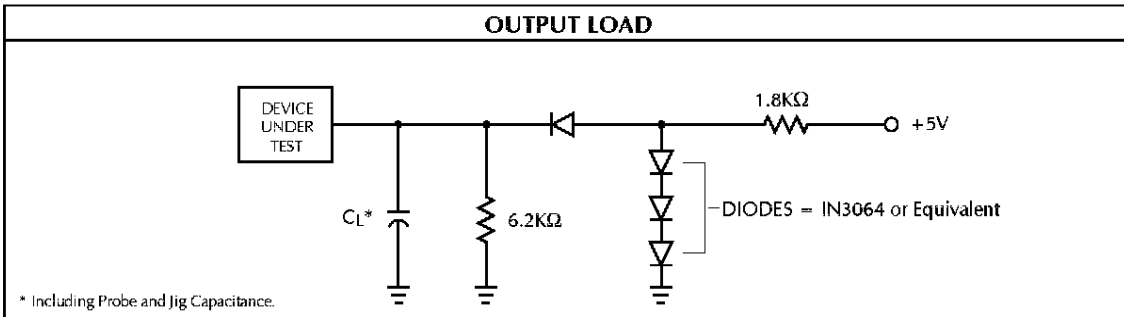 OUTPUT LOAD
1.8KΩ
DEVICE
UNDER
TEST
+5V
CL*
6.2KΩ
DIODES = IN3064 or Equivalent
* Including Probe and Jig Capacitance.